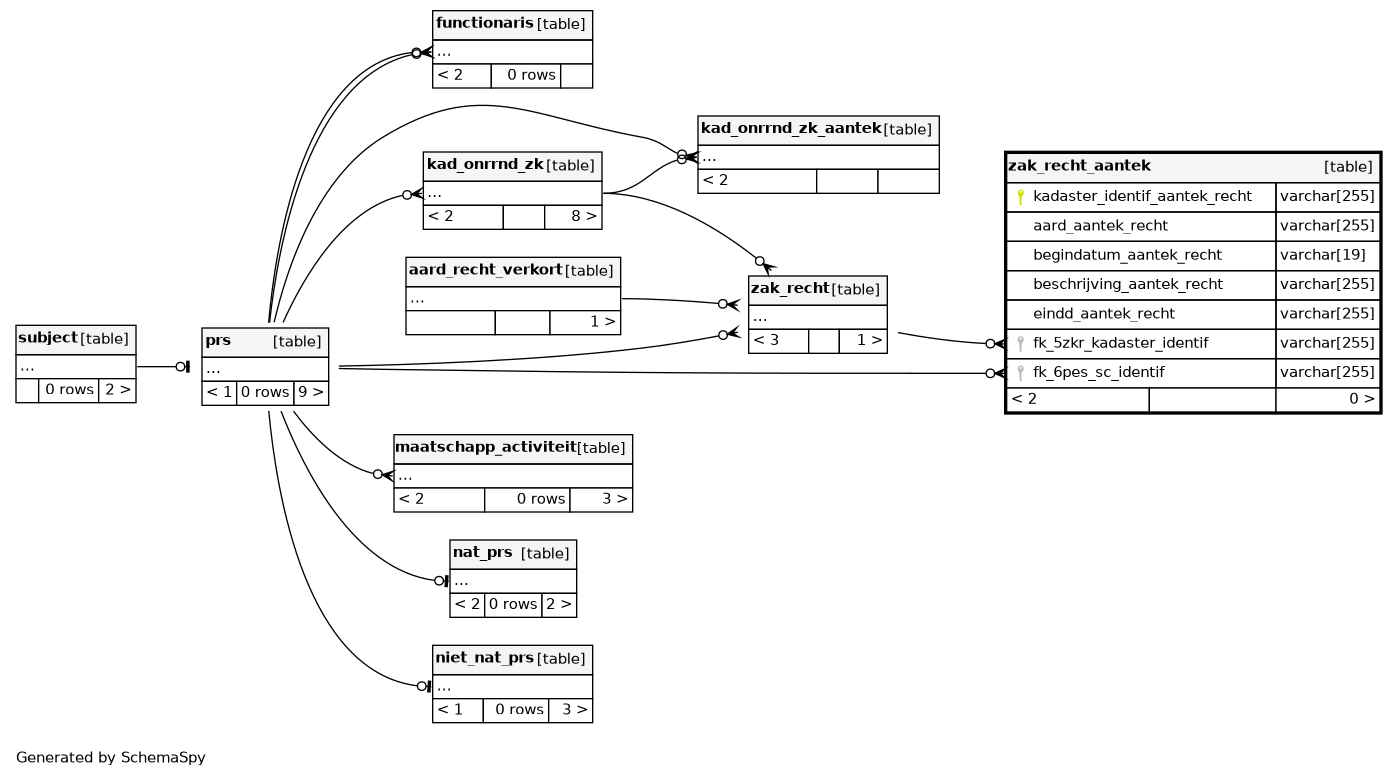 functionaris [table]
...
< 2 0 rows
kad_onrrnd_zk_aantek [table]
...
< 2
kad_onrrnd_zk [table]
...
< 2 8 >
zak_recht_aantek [table]
kadaster_identif_aantek_recht varchar[255]
aard_aantek_recht varchar[255]
begindatum_aantek_recht varchar[19]
beschrijving_aantek_recht varchar[255]
eindd_aantek_recht varchar[255]
fk_5zkr_kadaster_identif varchar[255]
fk_6pes_sc_identif varchar[255]
< 2 0 >
aard_recht_verkort [table]
...
1 >
zak_recht [table]
...
< 3 1 >
subject [table]
...
0 rows 2 >
prs [table]
...
< 1 0 rows 9 >
maatschapp_activiteit [table]
...
< 2 0 rows 3 >
nat_prs [table]
...
< 2 0 rows 2 >
niet_nat_prs [table]
...
< 1 0 rows 3 >
Generated by SchemaSpy